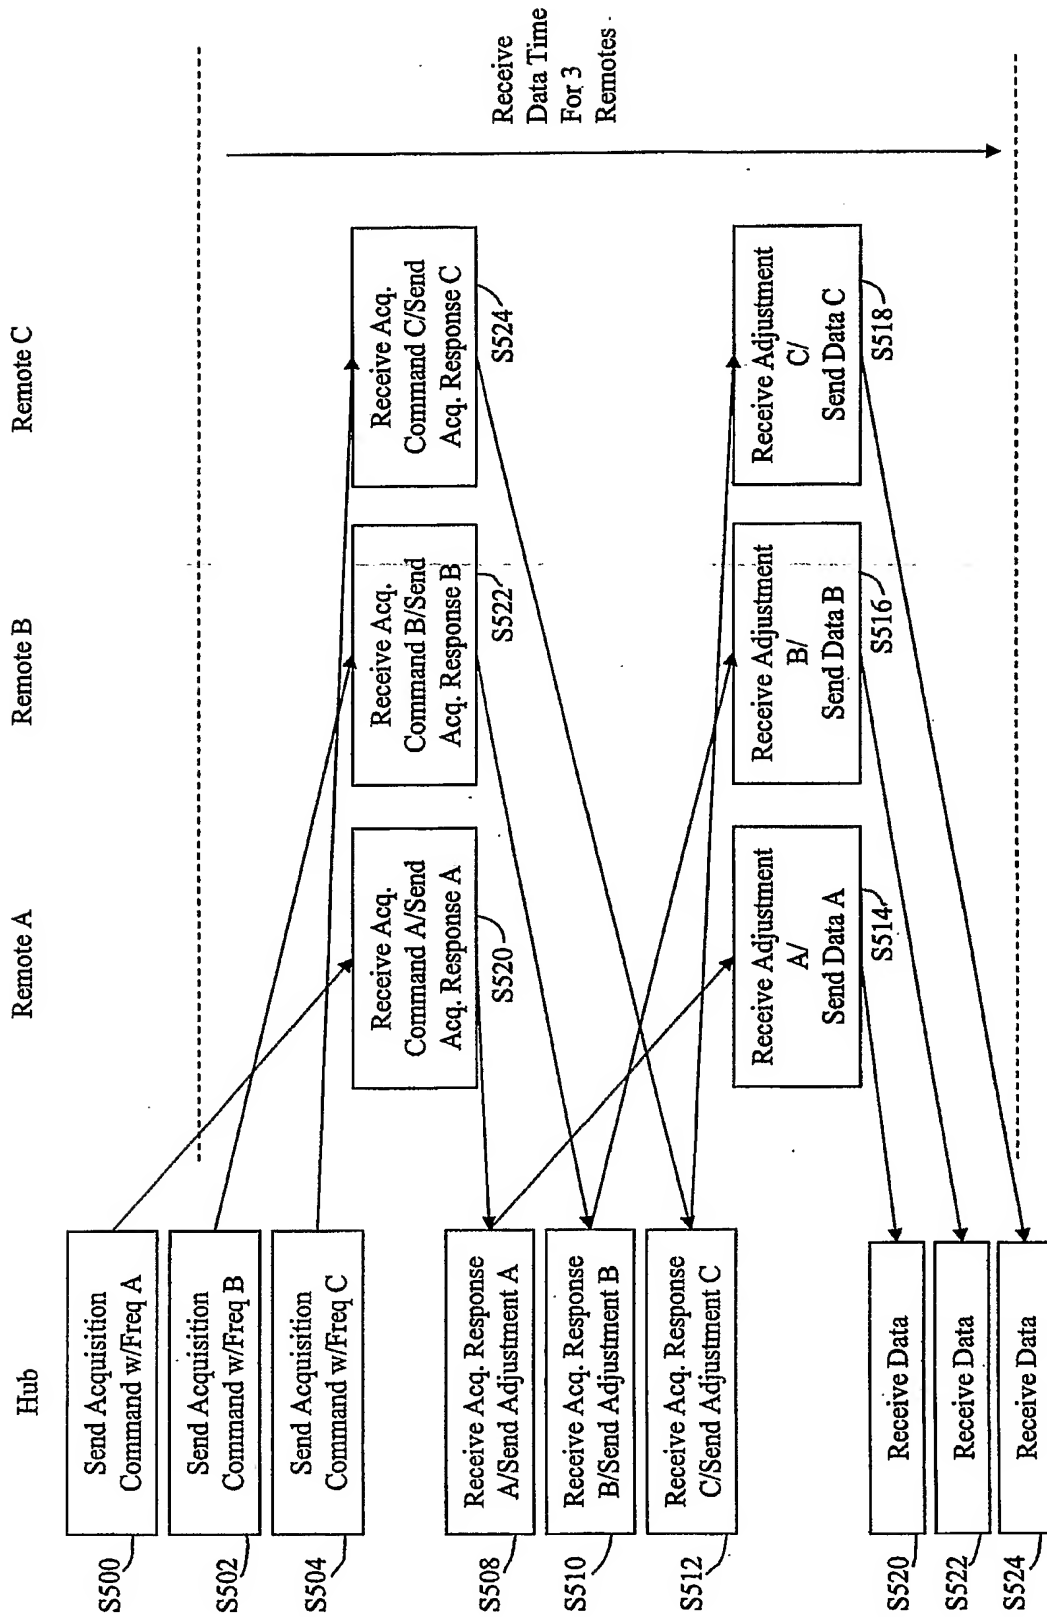 Hub
Remote A
Remote B
Remote C
Send Acquisition
Command w/Freq A
S500
Send Acquisition
Command w/Freq B
S502
Send Acquisition
Command w/Freq C
S504
Receive Acq.
Command A/Send
Acq. Response A
S520
Receive Acq.
Command B/Send
Acq. Response B
S522
Receive Acq.
Command C/Send
Acq. Response C
S524
Receive Acq. Response
A/Send Adjustment A
S508
Receive Acq. Response
B/Send Adjustment B
S510
Receive Acq. Response
C/Send Adjustment C
S512
Receive Adjustment
A/
Send Data A
S514
Receive Adjustment
B/
Send Data B
S516
Receive Adjustment
C/
Send Data C
S518
Receive Data
S520
Receive Data
S522
Receive Data
S524
Receive
Data Time
For 3
Remotes